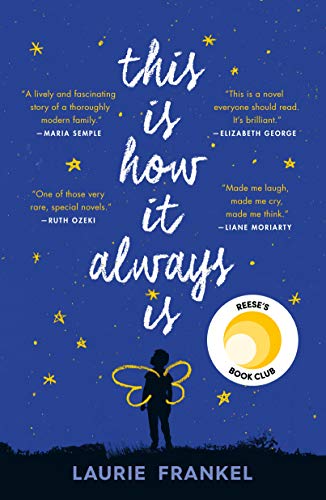 this
is
how
it
always
is
"A lively and fascinating
story of a thoroughly
modern family."
—MARIA SEMPLE
"This is a novel
everyone should read.
It's brilliant."
—ELIZABETH GEORGE
"One of those very
rare, special novels."
—RUTH OZEKI
"Made me laugh,
made me cry,
made me think."
—LIANE MORIARTY
REESE'S
BOOK CLUB
LAURIE FRANKEL